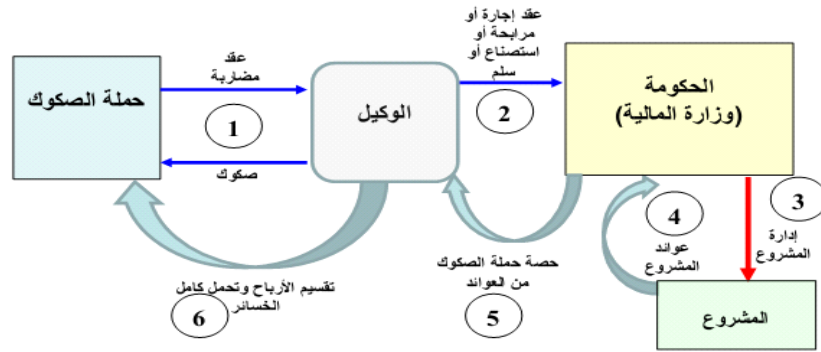 حملة الصكوك
عقد
مضاربة
1
صكوك
الوكيل
عقد إجارة أو
مرابحة أو
استصناع أو
سلم
2
الحكومة
(وزارة المالية)
3
إدارة
المشروع
4
عوائد
المشروع
المشروع
حصة حملة الصكوك
من العوائد
5
تقسيم الأرباح وتحمل كامل
الخسائر
6